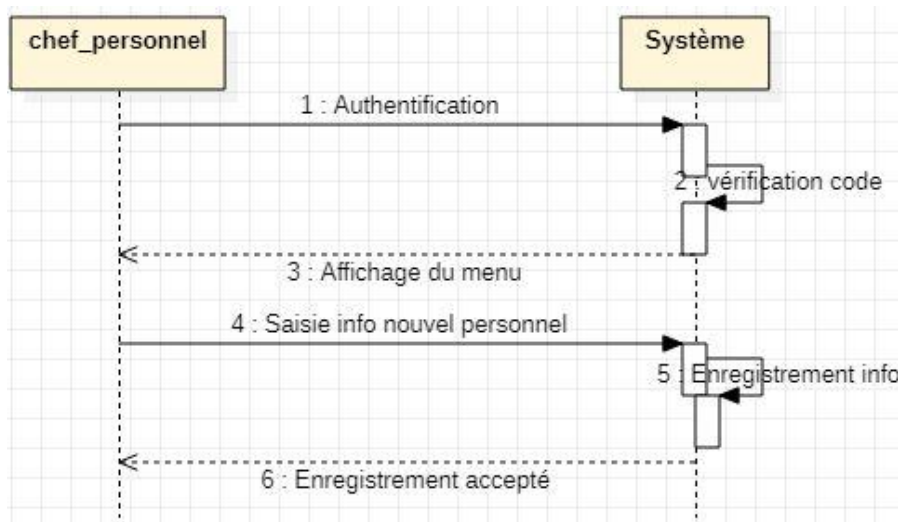 chef_personnel
Système
1 : Authentification
2 : vérification code
3 : Affichage du menu
4 : Saisie info nouvel personnel
5 : Enregistrement info
6 : Enregistrement accepté